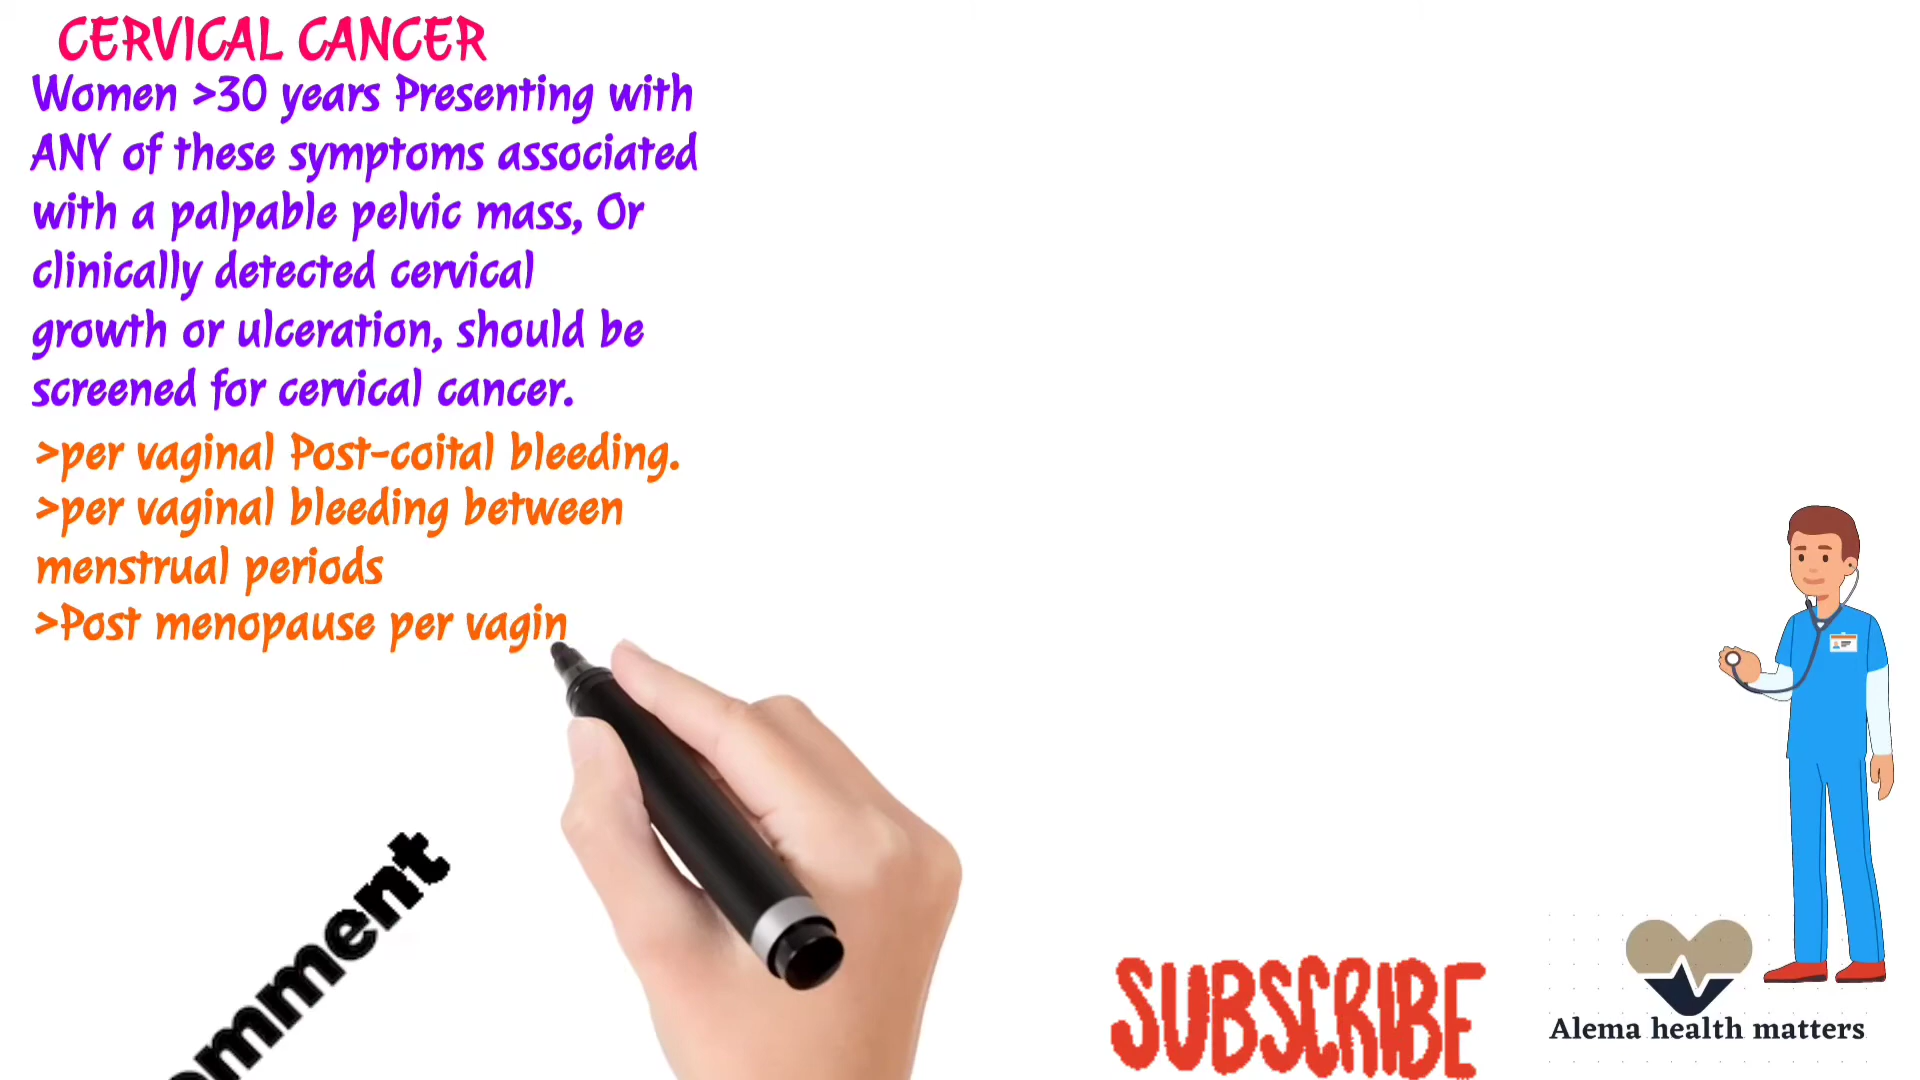 CERVICAL CANCER
Women >30 years Presenting with
ANY of these symptoms associated
with a palpable pelvic mass, Or
clinically detected cervical
growth or ulceration, should be
screened for cervical cancer.
>per vaginal Post-coital bleeding.
>per vaginal bleeding between
menstrual periods
>Post menopause per vagin
omment
SUBSCRIBE
Alema health matters